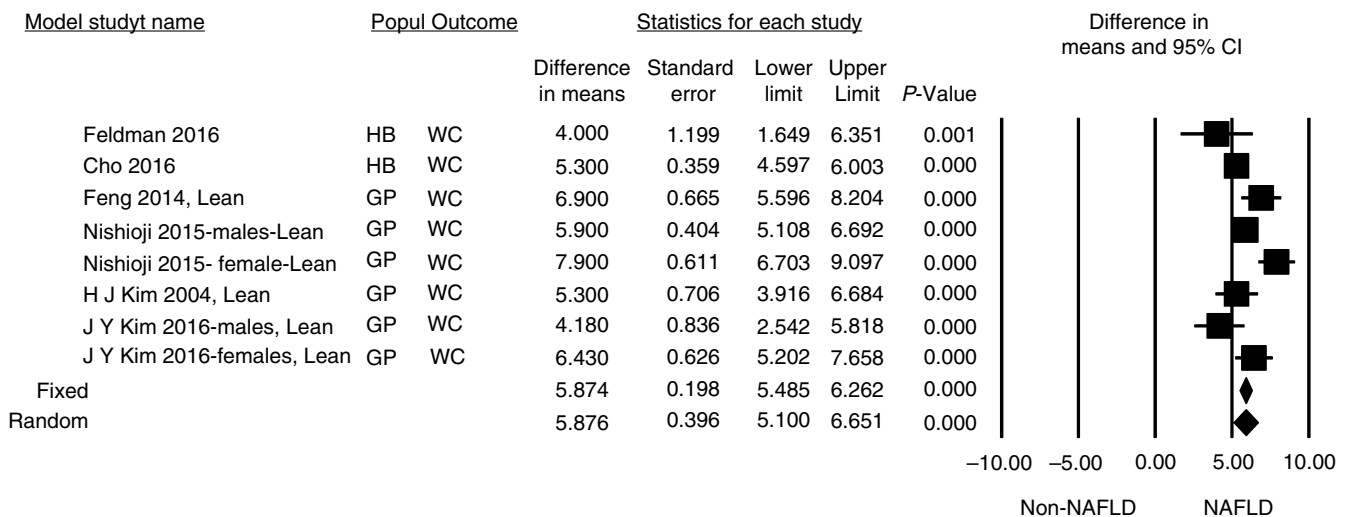 Model studyt name Popul Outcome Statistics for each study Difference in means and 95% CI
Difference in means Standard error Lower limit Upper Limit P-Value
Feldman 2016 HB WC 4.000 1.199 1.649 6.351 0.001
Cho 2016 HB WC 5.300 0.359 4.597 6.003 0.000
Feng 2014, Lean GP WC 6.900 0.665 5.596 8.204 0.000
Nishioji 2015-males-Lean GP WC 5.900 0.404 5.108 6.692 0.000
Nishioji 2015- female-Lean GP WC 7.900 0.611 6.703 9.097 0.000
H J Kim 2004, Lean GP WC 5.300 0.706 3.916 6.684 0.000
J Y Kim 2016-males, Lean GP WC 4.180 0.836 2.542 5.818 0.000
J Y Kim 2016-females, Lean GP WC 6.430 0.626 5.202 7.658 0.000
Fixed 5.874 0.198 5.485 6.262 0.000
Random 5.876 0.396 5.100 6.651 0.000
−10.00 −5.00 0.00 5.00 10.00
Non-NAFLD NAFLD